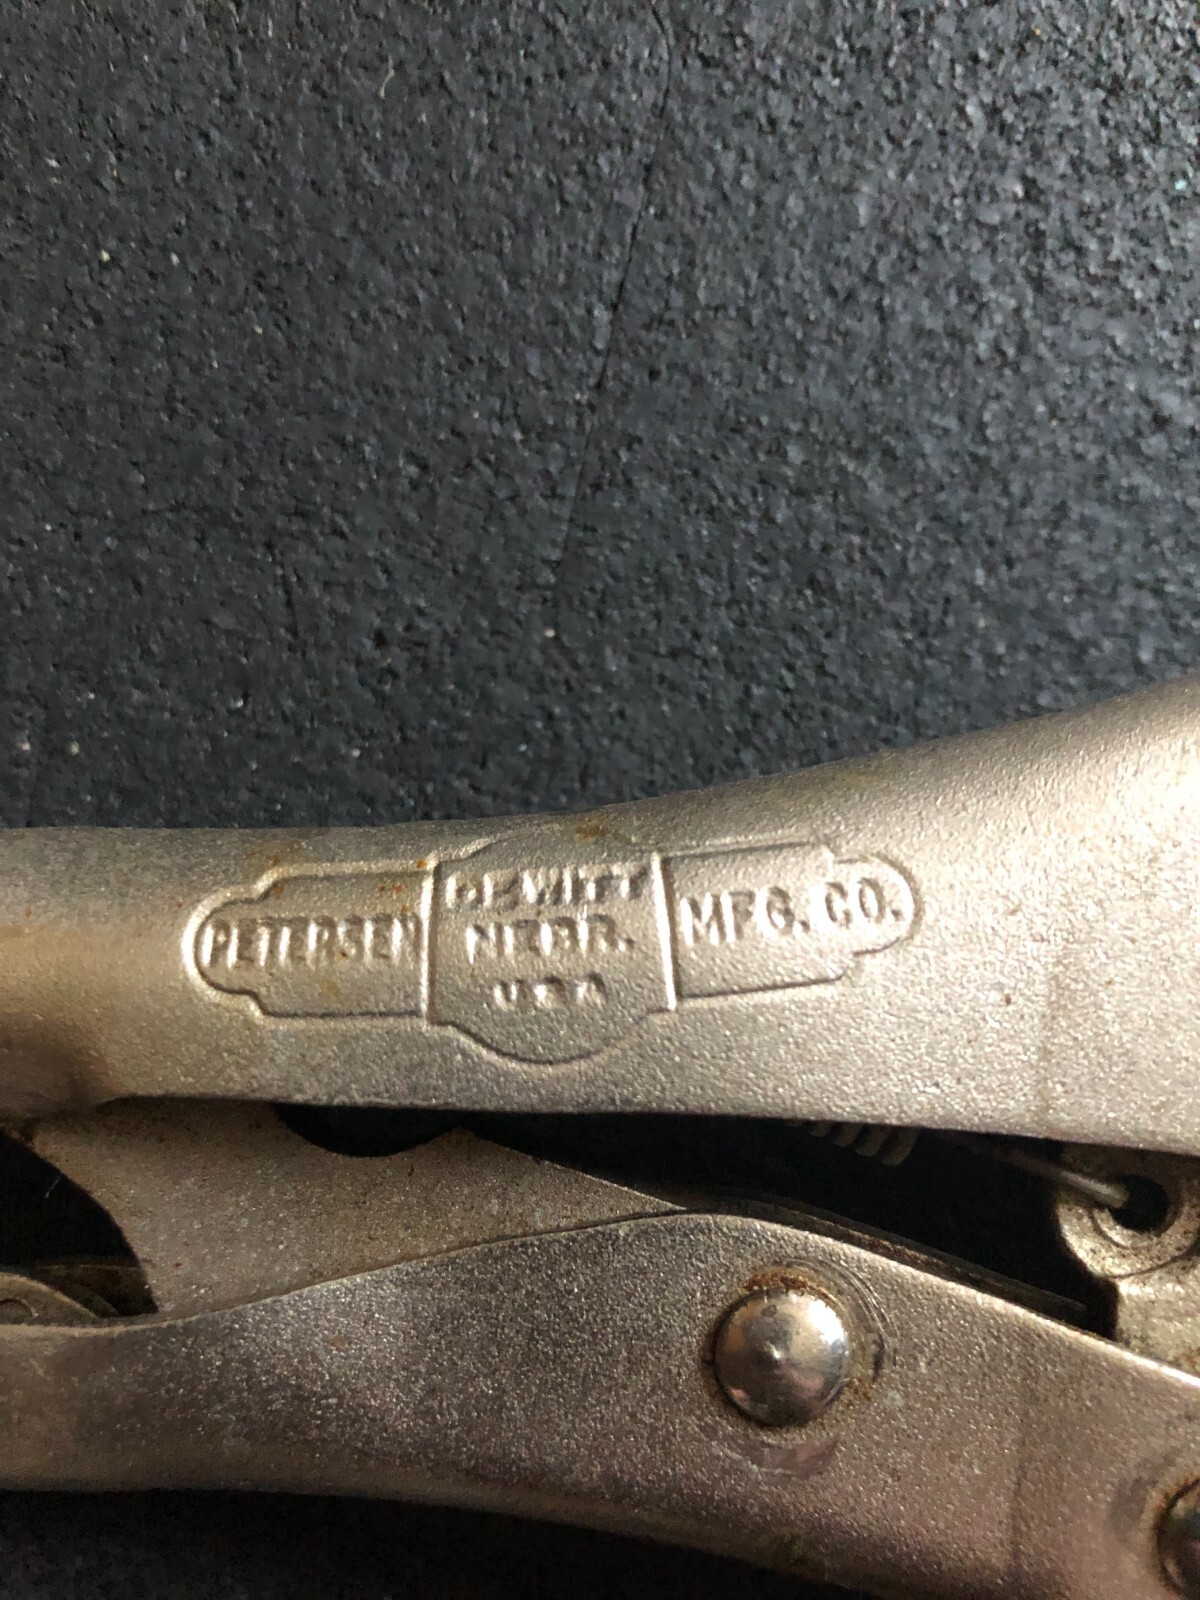 PETERSEN
DEWITT
NEBR.
USA
MFG. CO.